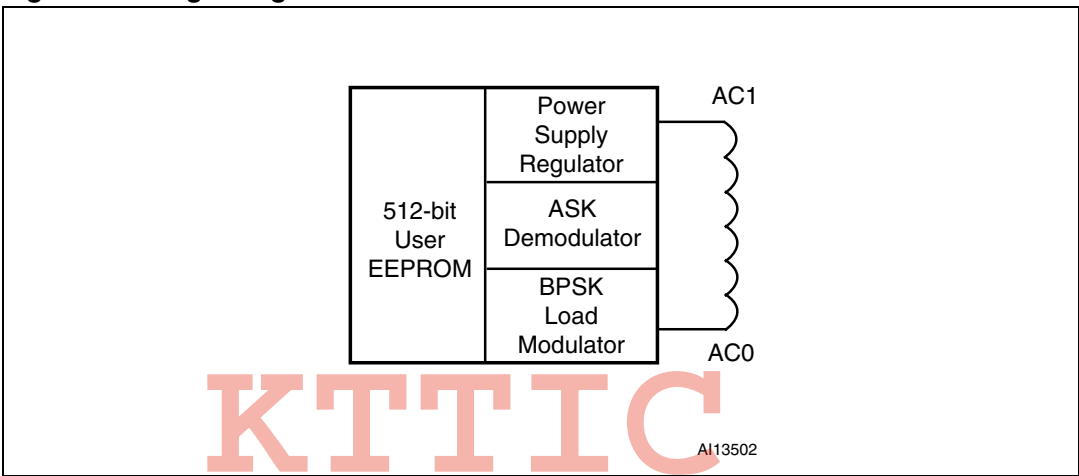 AC1
Power
Supply
Regulator
512-bit
User
EEPROM
ASK
Demodulator
BPSK
Load
Modulator
AC0
KTTIC
AI13502